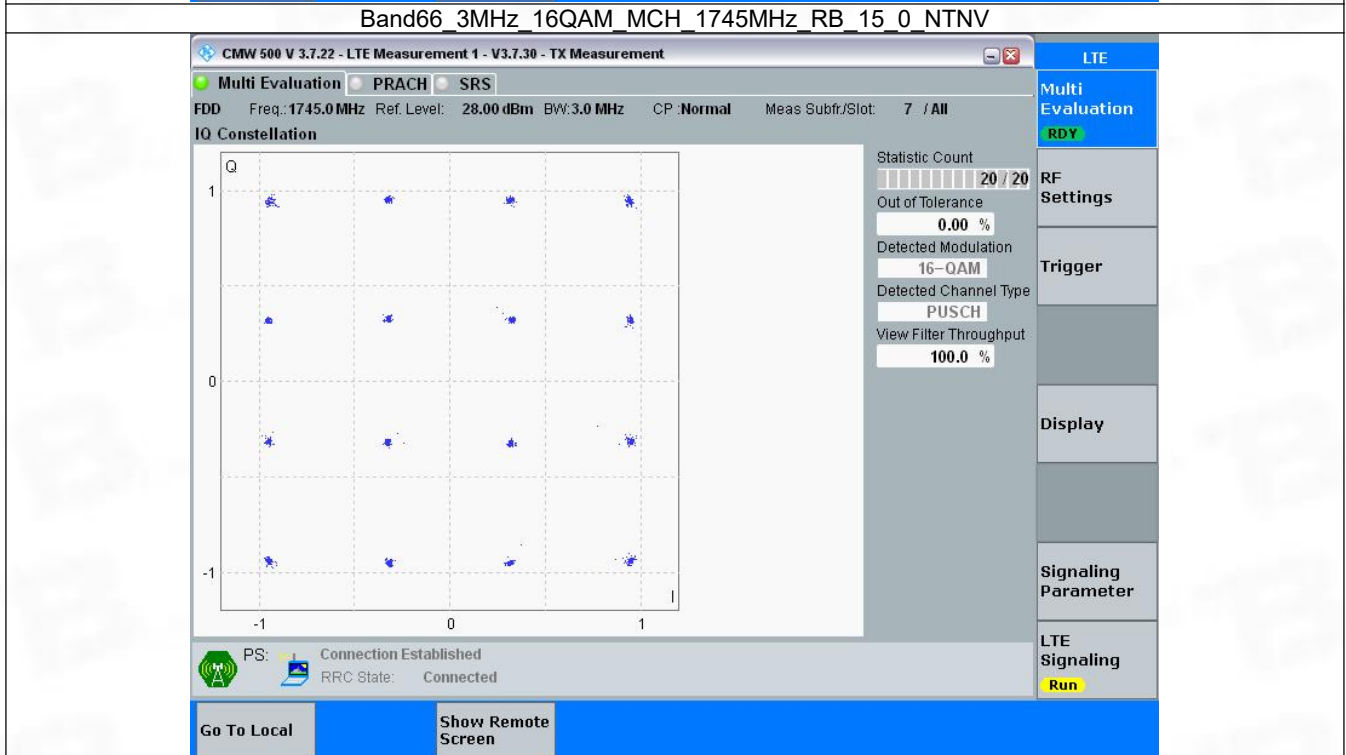 Band66_3MHz_16QAM_MCH_1745MHz_RB_15_0_NTNV
CMW 500 V 3.7.22 - LTE Measurement 1 - V3.7.30 - TX Measurement
LTE
Multi Evaluation PRACH SRS
Multi
Evaluation
RDY
FDD Freq.: 1745.0 MHz Ref. Level: 28.00 dBm BW: 3.0 MHz CP : Normal Meas Subfr./Slot: 7 / All
IQ Constellation
Q
1
0
-1
I
-1 0 1
Statistic Count
20 / 20
Out of Tolerance
0.00 %
Detected Modulation
16-QAM
Detected Channel Type
PUSCH
View Filter Throughput
100.0 %
RF
Settings
Trigger
Display
Signaling
Parameter
LTE
Signaling
Run
PS: Connection Established
RRC State: Connected
Go To Local
Show Remote
Screen